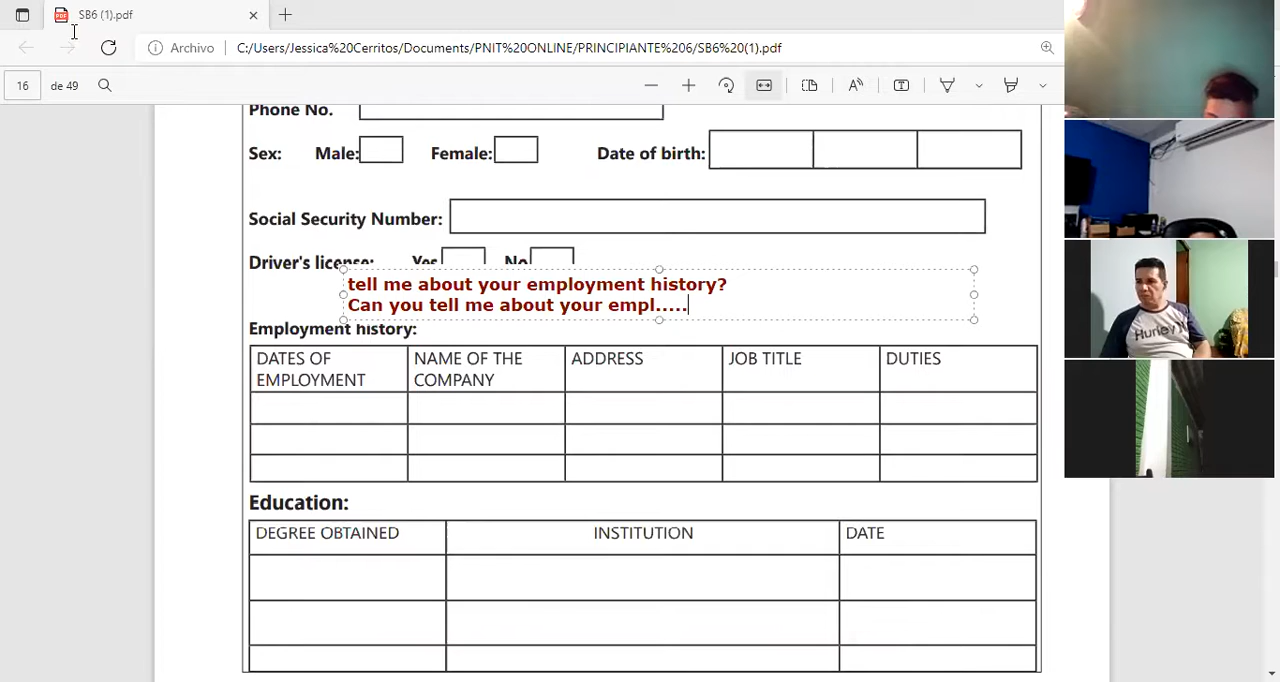 SB6 (1).pdf
Archivo
C:/Users/Jessica%20Cerritos/Documents/PNIT%20ONLINE/PRINCIPIANTE%206/SB6%20(1).pdf
16 de 49
Phone No.
Sex: Male: Female: Date of birth:
Social Security Number:
Driver's license: Yes No
tell me about your employment history?
Can you tell me about your empl.....
Employment history:
DATES OF EMPLOYMENT NAME OF THE COMPANY ADDRESS JOB TITLE DUTIES
Education:
DEGREE OBTAINED INSTITUTION DATE
Hurley